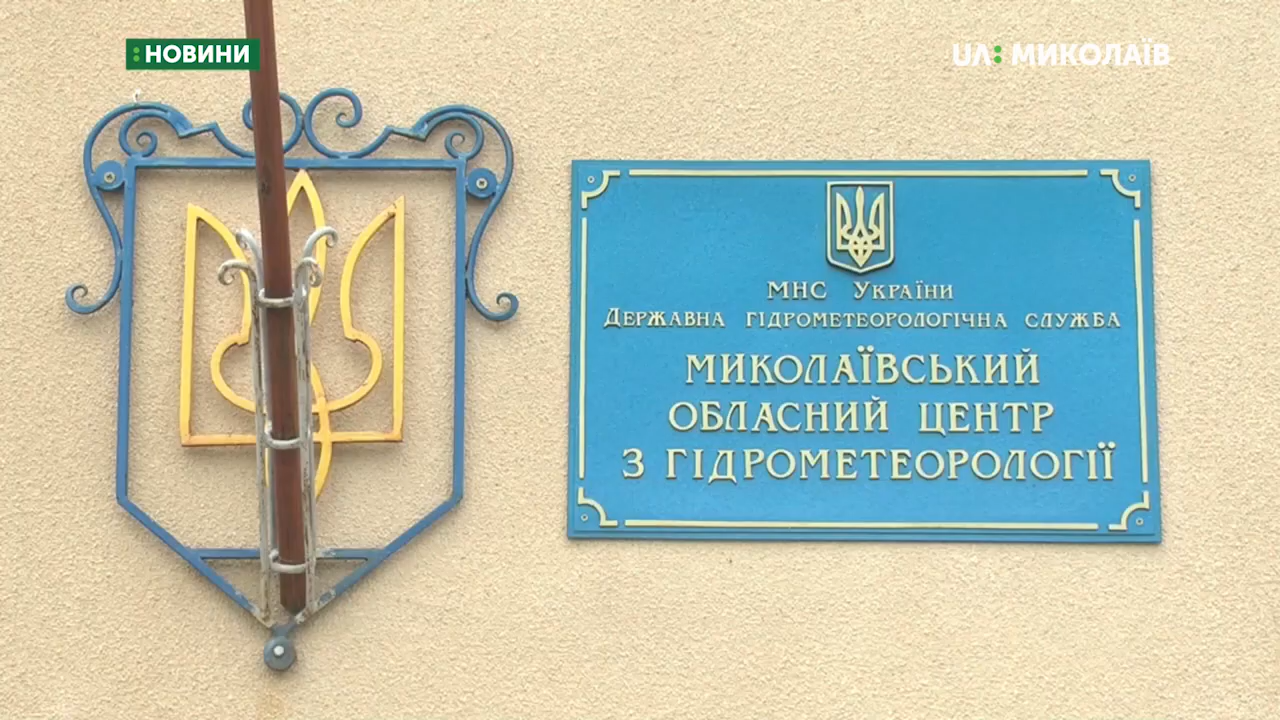 :НОВИНИ
UA: МИКОЛАЇВ
МНС УКРАЇНИ
ДЕРЖАВНА ГІДРОМЕТЕОРОЛОГІЧНА СЛУЖБА
МИКОЛАЇВСЬКИЙ
ОБЛАСНИЙ ЦЕНТР
З ГІДРОМЕТЕОРОЛОГІЇ